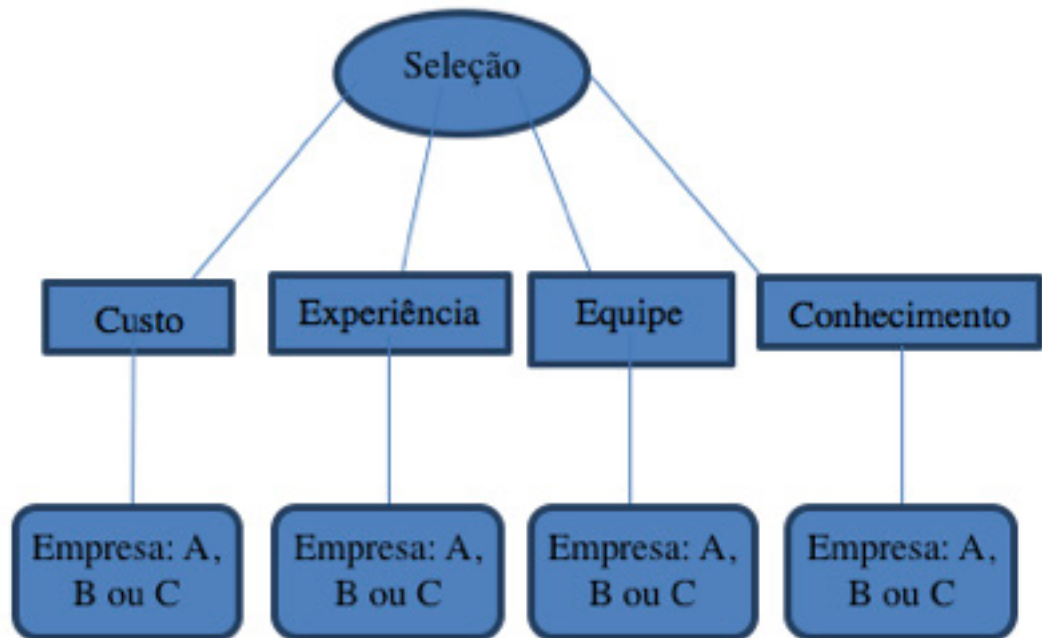 Seleção
Custo
Experiência
Equipe
Conhecimento
Empresa: A,
B ou C
Empresa: A,
B ou C
Empresa: A,
B ou C
Empresa: A,
B ou C